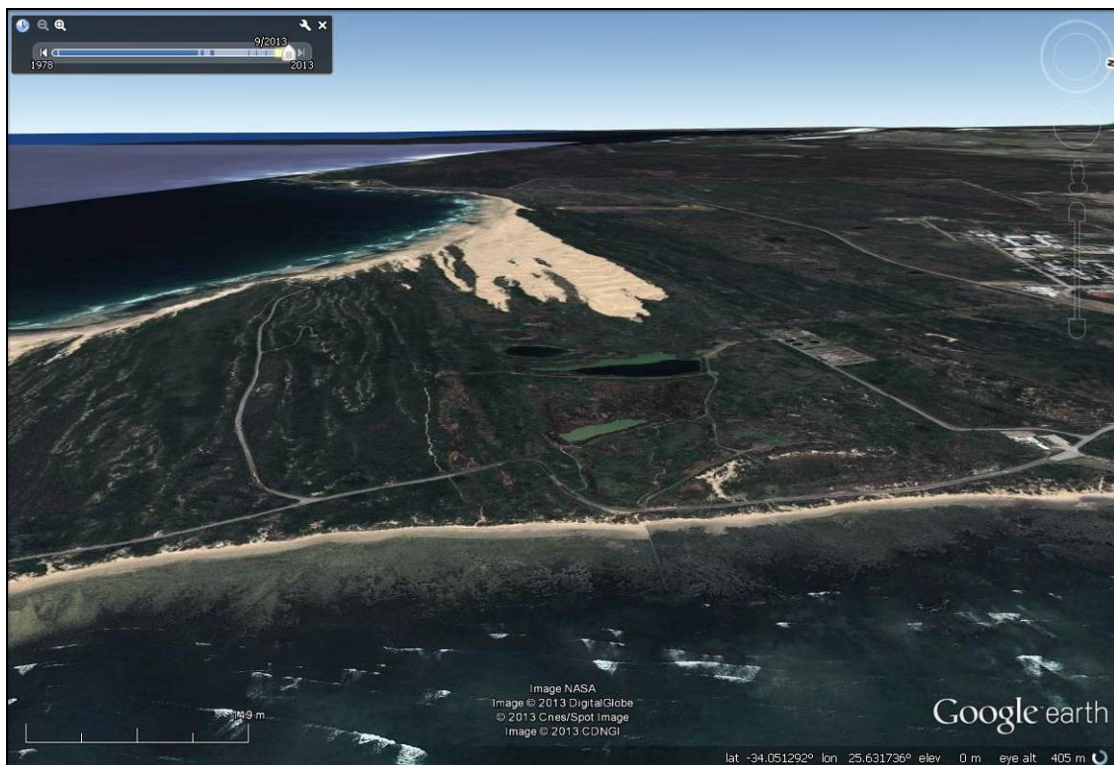 9/2013
1978
2013
N
149 m
Image NASA
Image © 2013 DigitalGlobe
© 2013 Cnes/Spot Image
Image © 2013 CDNGI
Google earth
lat -34.051292° lon 25.631736° elev 0 m eye alt 405 m